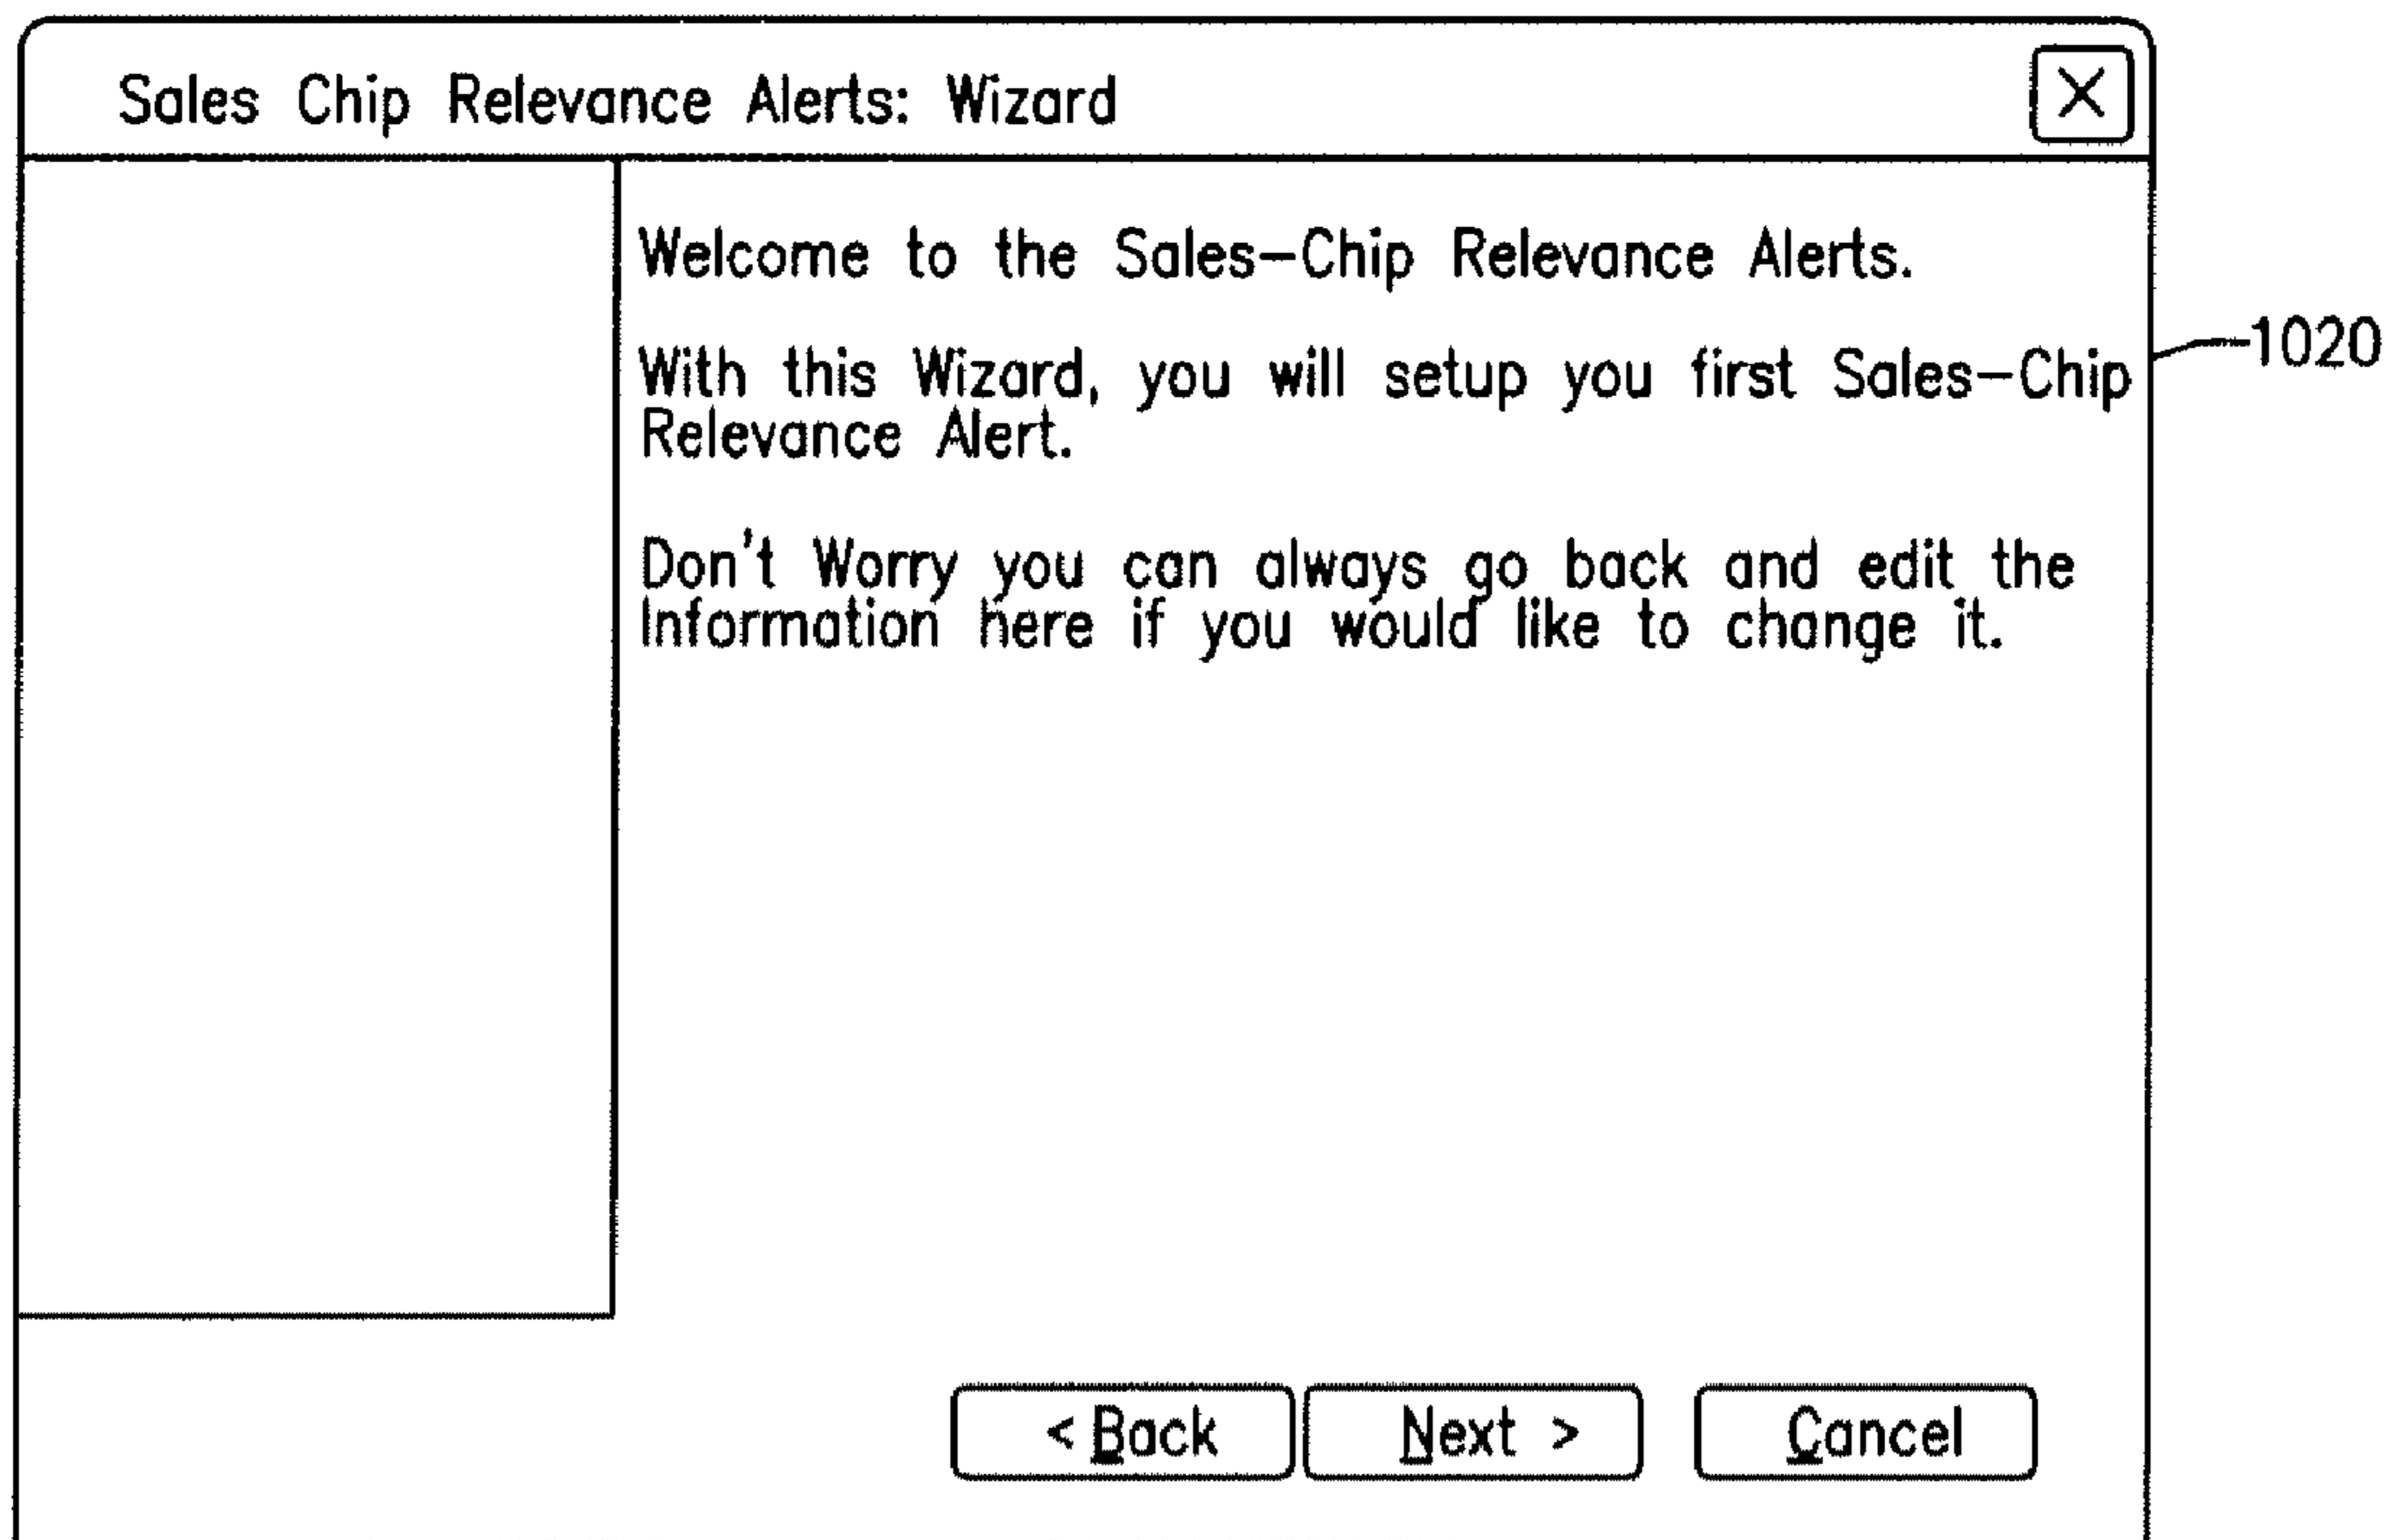 Sales Chip Relevance Alerts: Wizard
X
Welcome to the Sales-Chip Relevance Alerts.
With this Wizard, you will setup you first Sales-Chip
Relevance Alert.
1020
Don't Worry you can always go back and edit the
Information here if you would like to change it.
< Back
Next >
Cancel